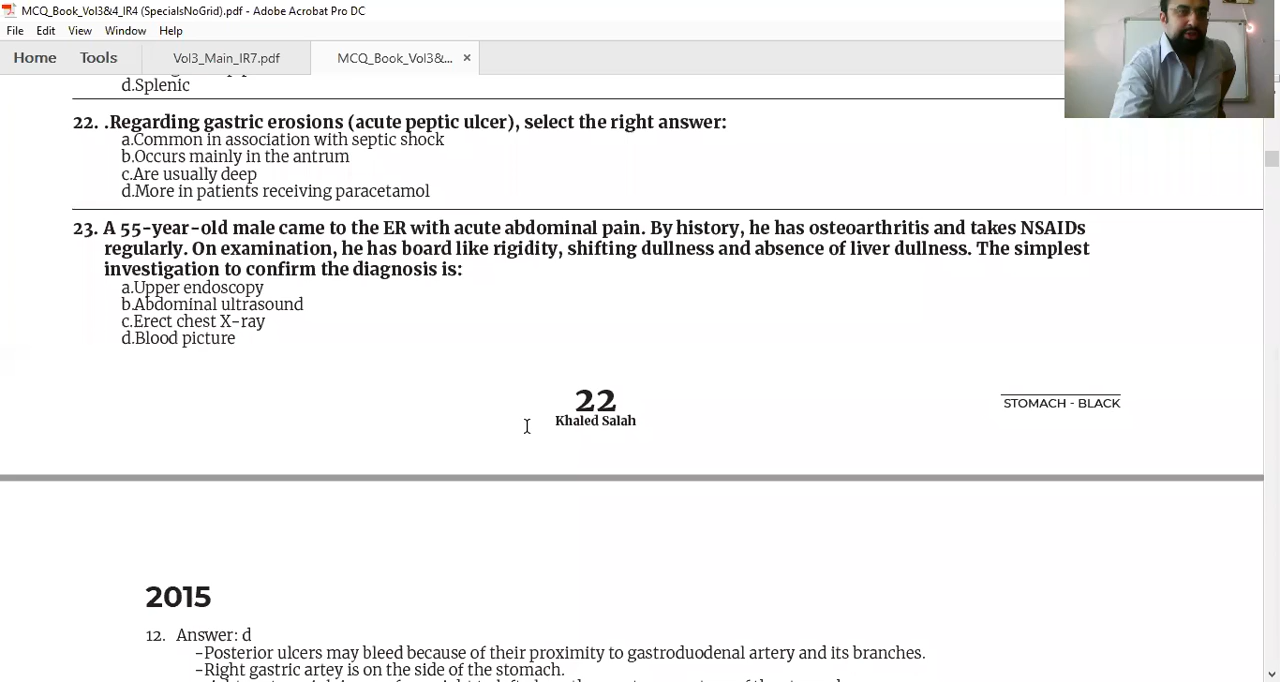 MCQ_Book_Vol3&4_IR4 (SpecialsNoGrid).pdf - Adobe Acrobat Pro DC
File Edit View Window Help
Home Tools Vol3_Main_IR7.pdf MCQ_Book_Vol3&... ×
d.Splenic
22. .Regarding gastric erosions (acute peptic ulcer), select the right answer:
a.Common in association with septic shock
b.Occurs mainly in the antrum
c.Are usually deep
d.More in patients receiving paracetamol
23. A 55-year-old male came to the ER with acute abdominal pain. By history, he has osteoarthritis and takes NSAIDs
regularly. On examination, he has board like rigidity, shifting dullness and absence of liver dullness. The simplest
investigation to confirm the diagnosis is:
a.Upper endoscopy
b.Abdominal ultrasound
c.Erect chest X-ray
d.Blood picture
22
Khaled Salah
STOMACH - BLACK
2015
12. Answer: d
-Posterior ulcers may bleed because of their proximity to gastroduodenal artery and its branches.
-Right gastric artey is on the side of the stomach.